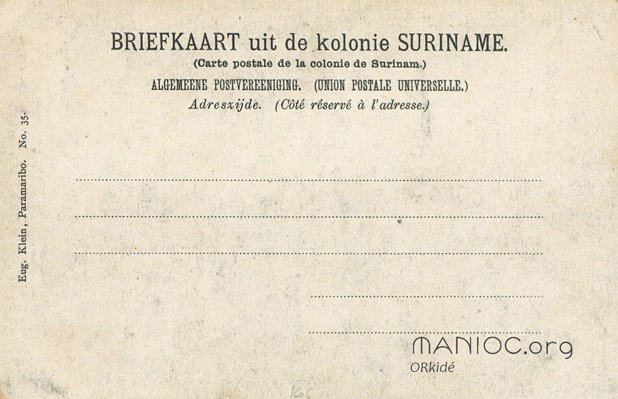 BRIEFKAART uit de kolonie SURINAME.
(Carte postale de la colonie de Surinam.)
ALGEMEENE POSTVEREENIGING. (UNION POSTALE UNIVERSELLE.)
Adreszijde. (Côté réservé à l'adresse.)
Eug. Klein, Paramaribo. No. 35.
MANIOC.org
ORkidé